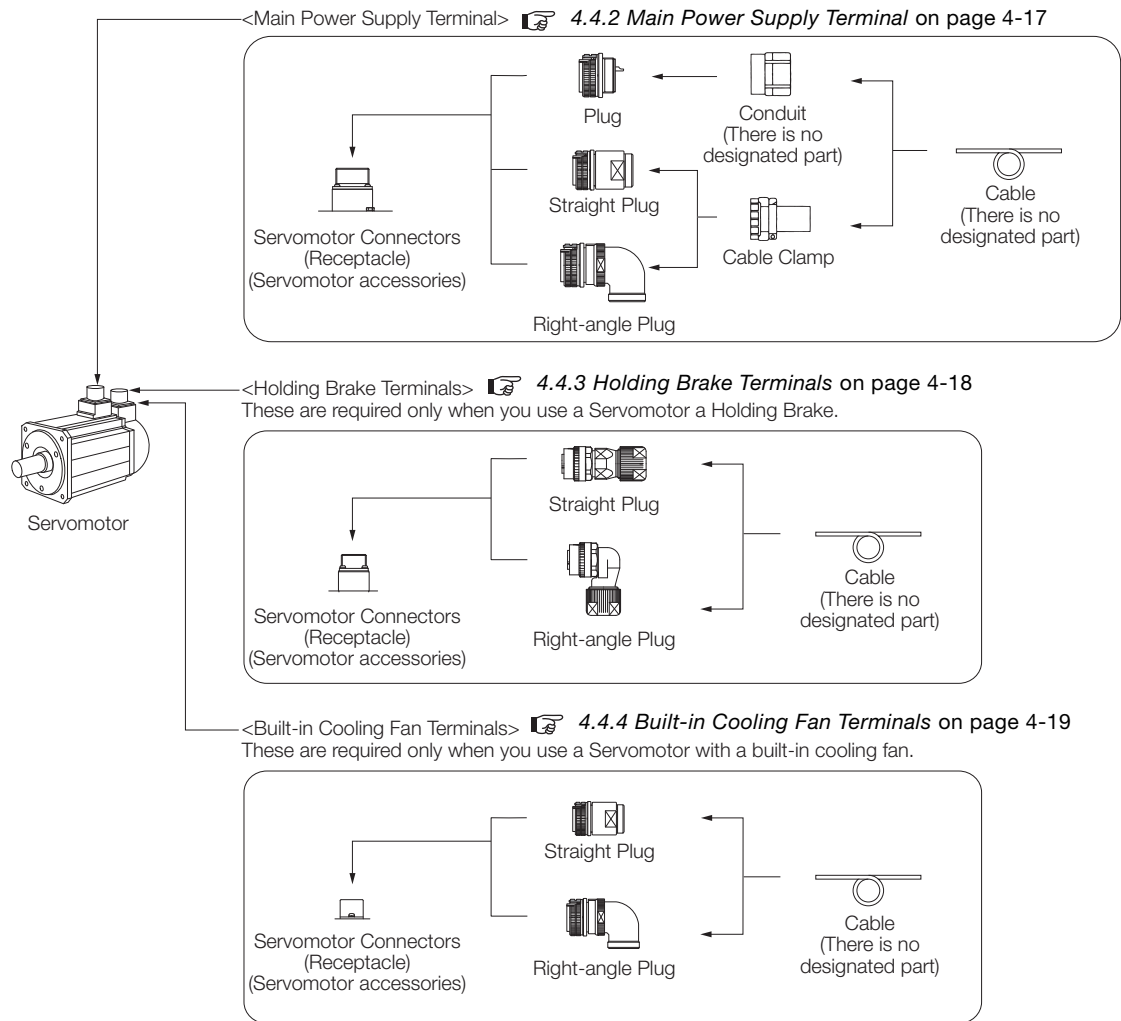 <Main Power Supply Terminal> 4.4.2 Main Power Supply Terminal on page 4-17
Plug
Conduit
(There is no
designated part)
Straight Plug
Cable Clamp
Cable
(There is no
designated part)
Servomotor Connectors
(Receptacle)
(Servomotor accessories)
Right-angle Plug
<Holding Brake Terminals> 4.4.3 Holding Brake Terminals on page 4-18
These are required only when you use a Servomotor a Holding Brake.
Servomotor
Straight Plug
Cable
(There is no
designated part)
Servomotor Connectors
(Receptacle)
(Servomotor accessories)
Right-angle Plug
<Built-in Cooling Fan Terminals> 4.4.4 Built-in Cooling Fan Terminals on page 4-19
These are required only when you use a Servomotor with a built-in cooling fan.
Straight Plug
Cable
(There is no
designated part)
Servomotor Connectors
(Receptacle)
(Servomotor accessories)
Right-angle Plug